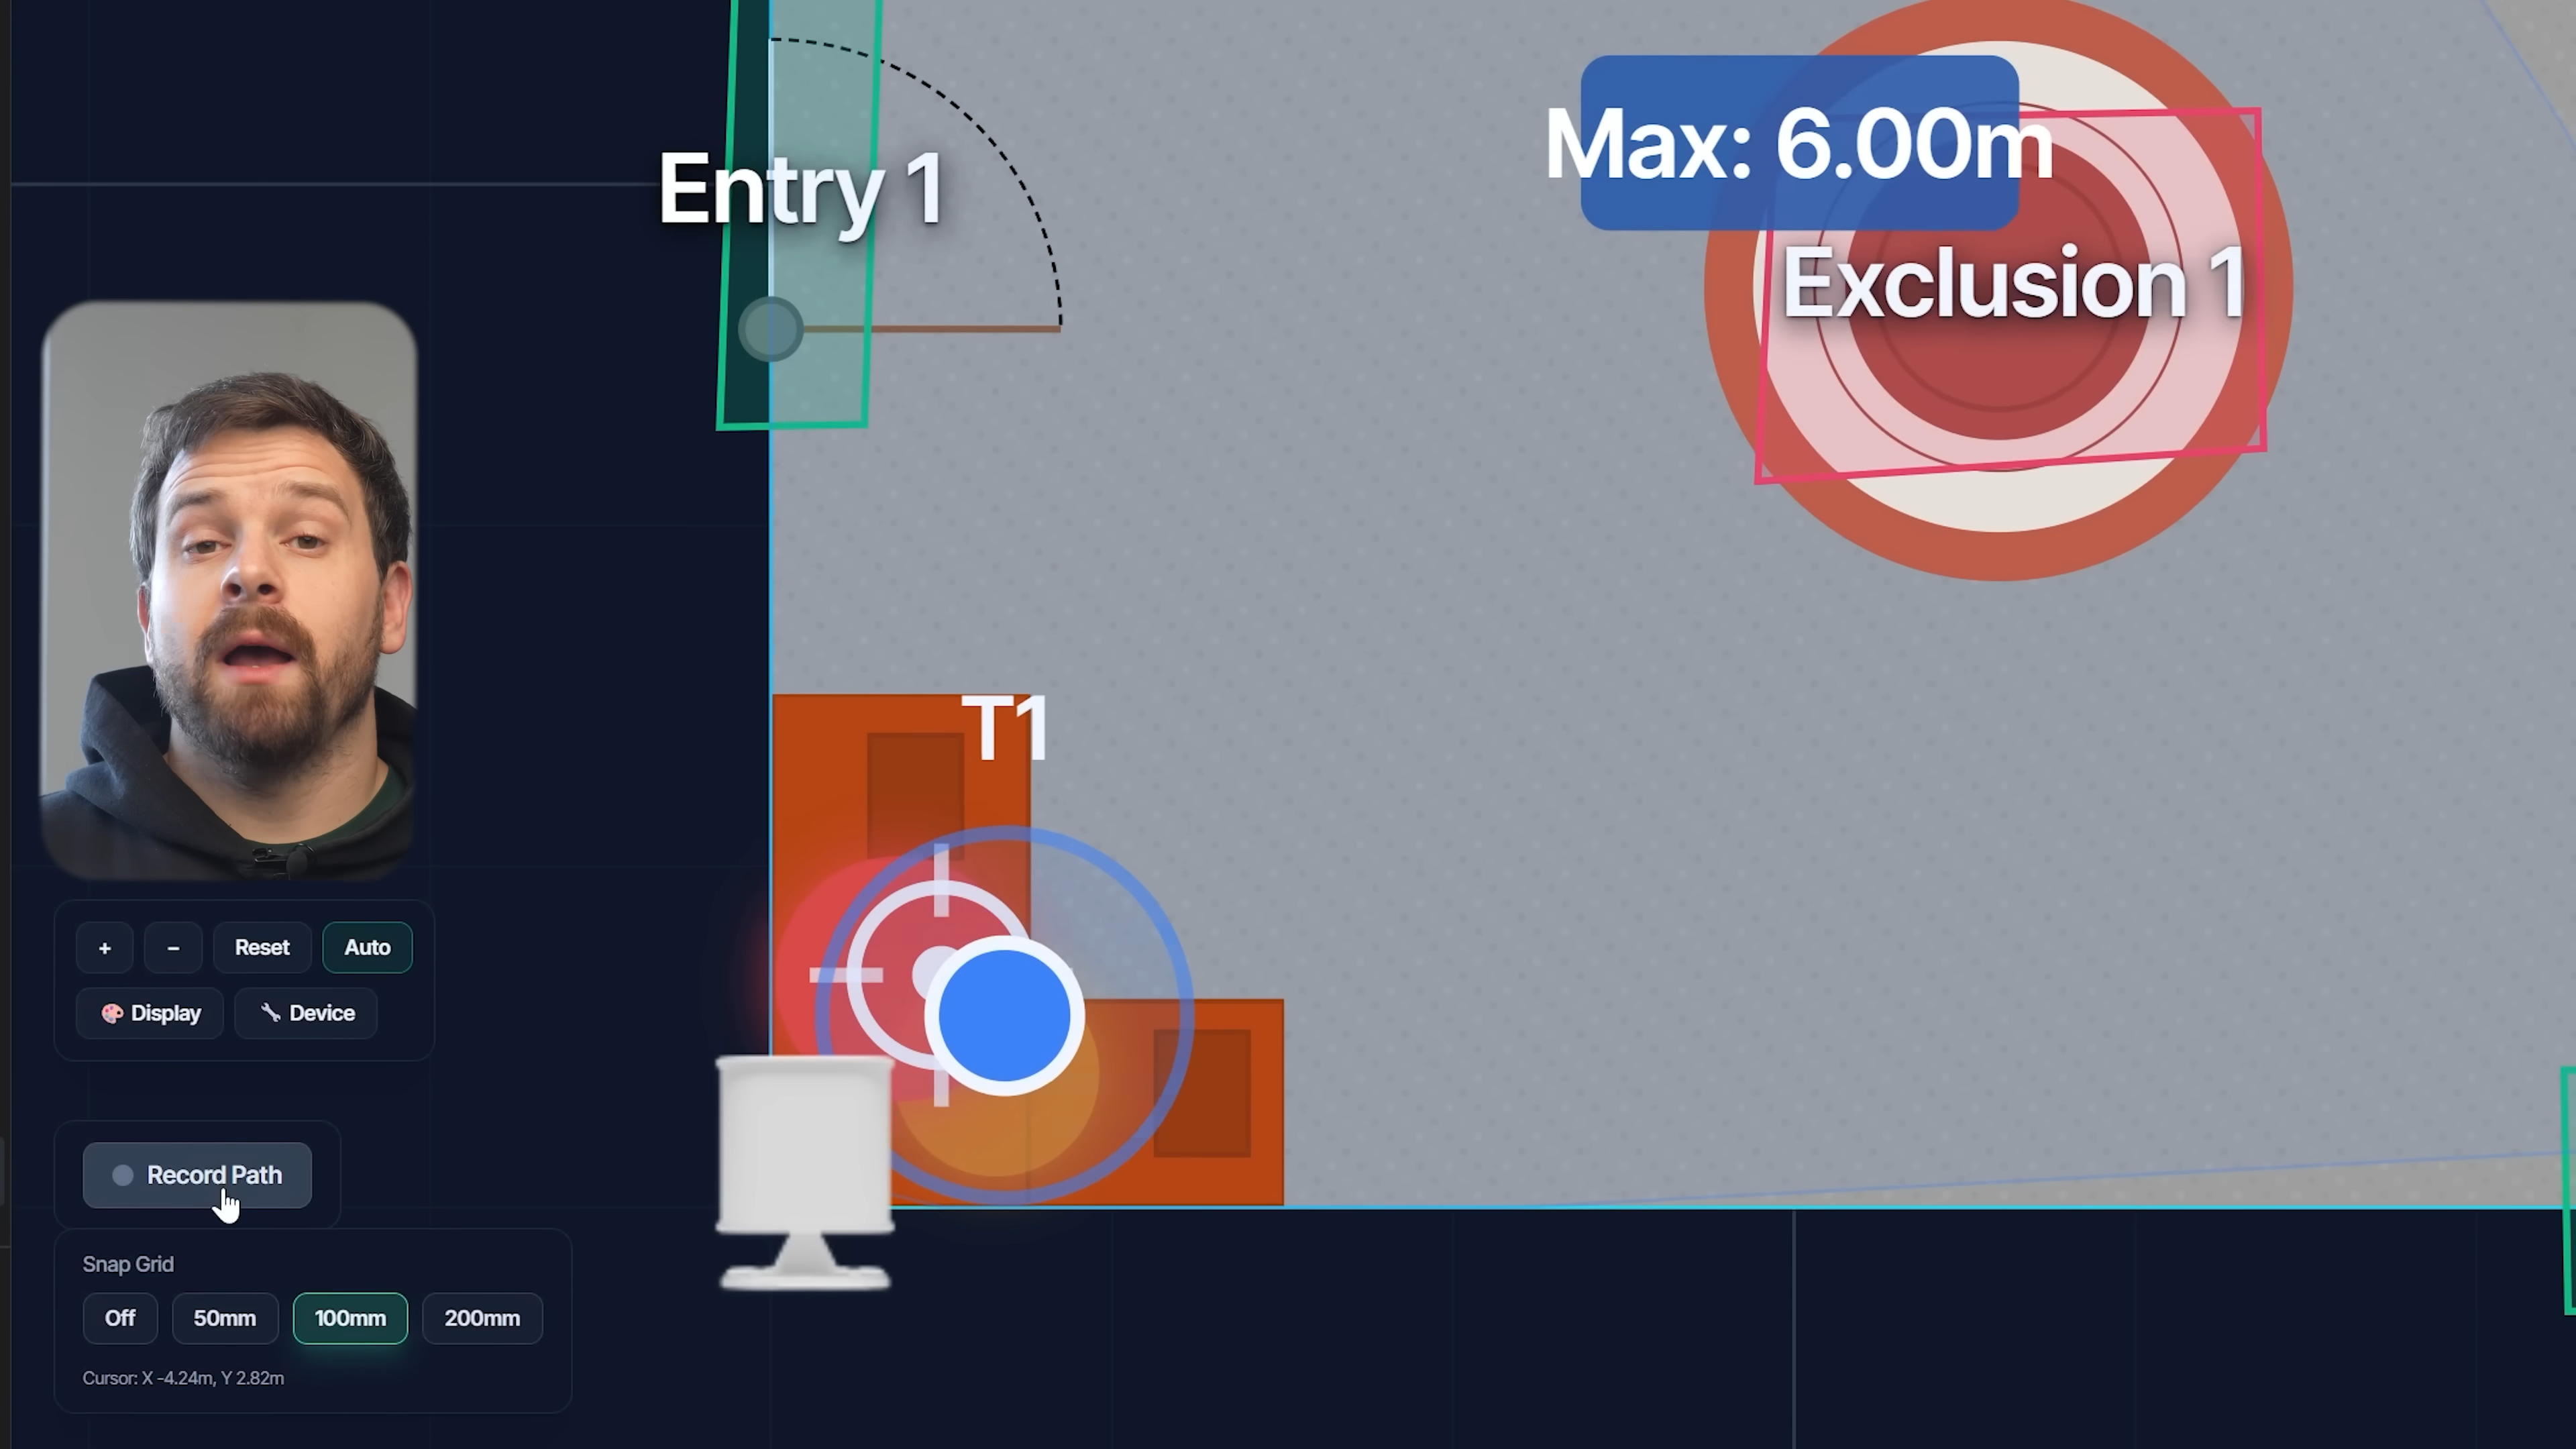 Max: 6.00m
Entry 1
Exclusion 1
T1
+
−
Reset
Auto
Display
Device
Record Path
Snap Grid
Off
50mm
100mm
200mm
Cursor: X -4.24m, Y 2.82m